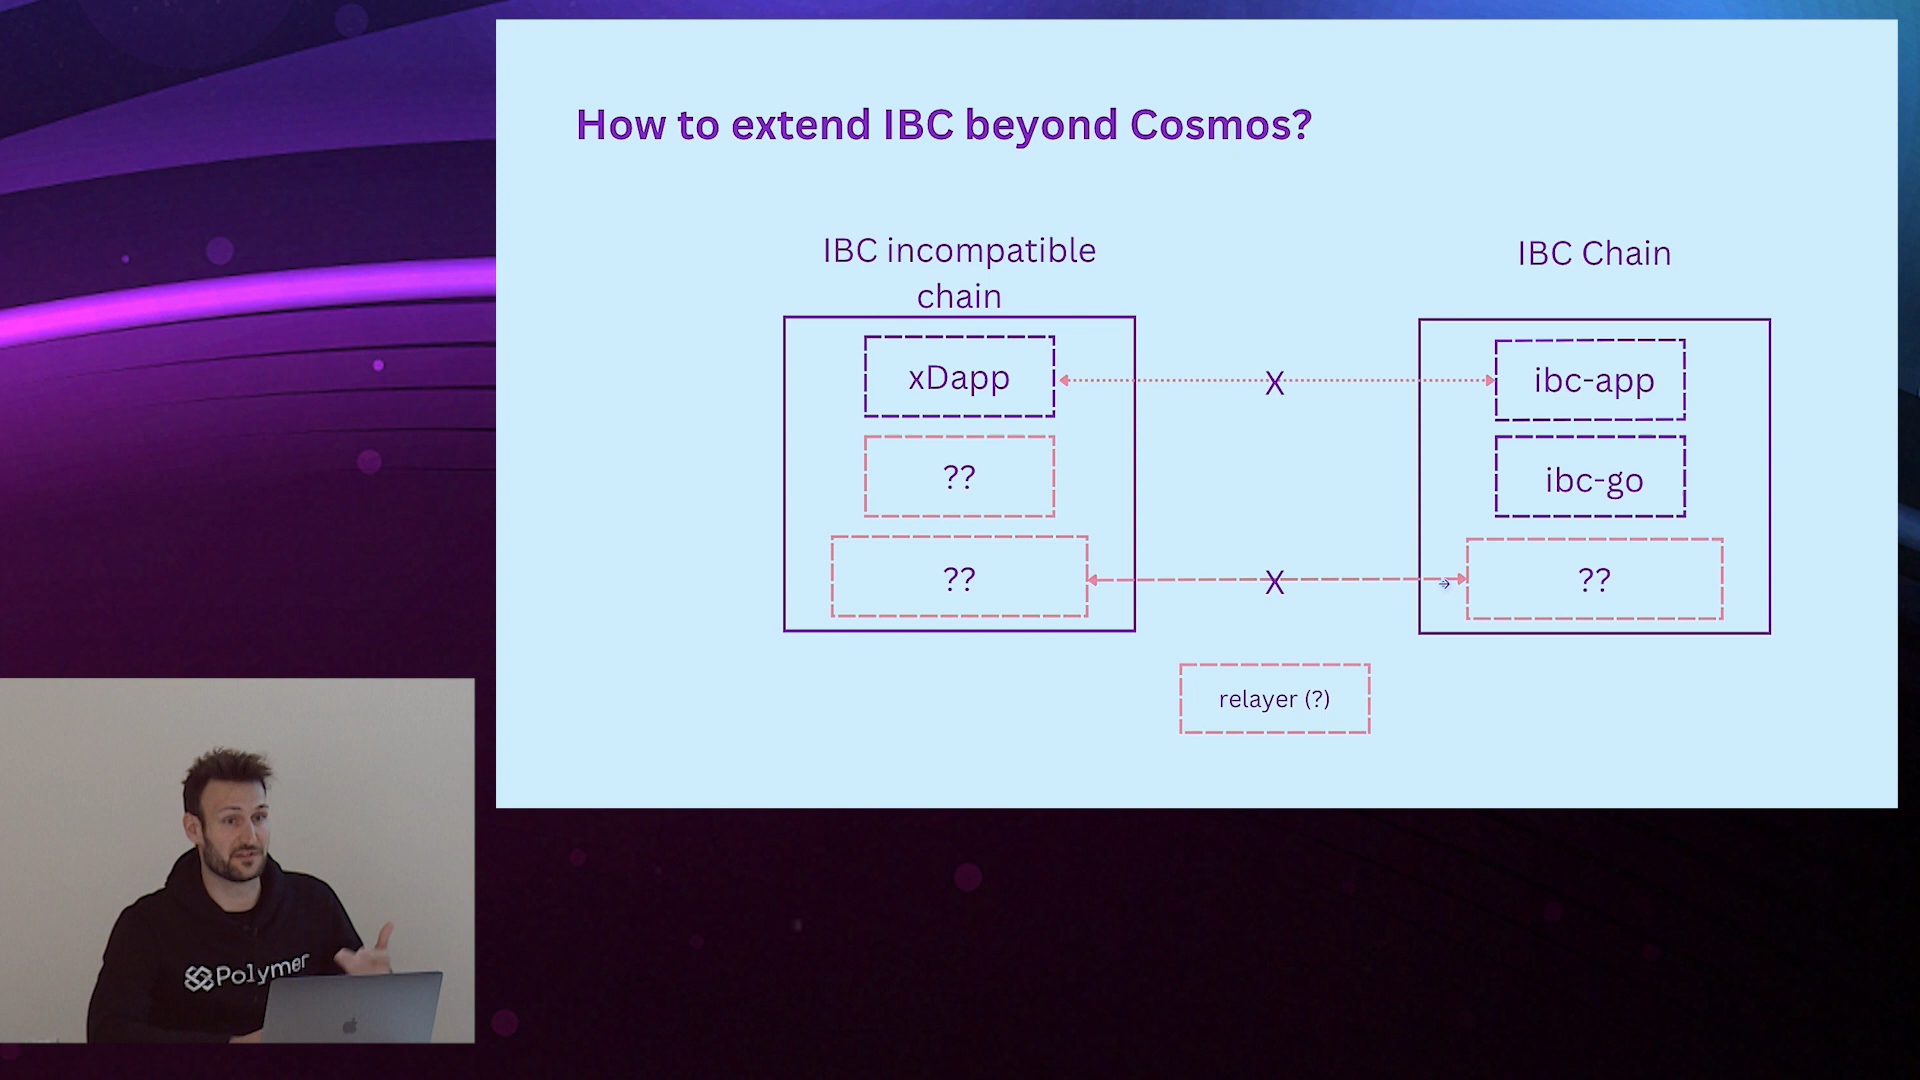 How to extend IBC beyond Cosmos?
IBC incompatible
chain
IBC Chain
xDapp
X
ibc-app
??
ibc-go
??
X
??
relayer (?)
Polymer